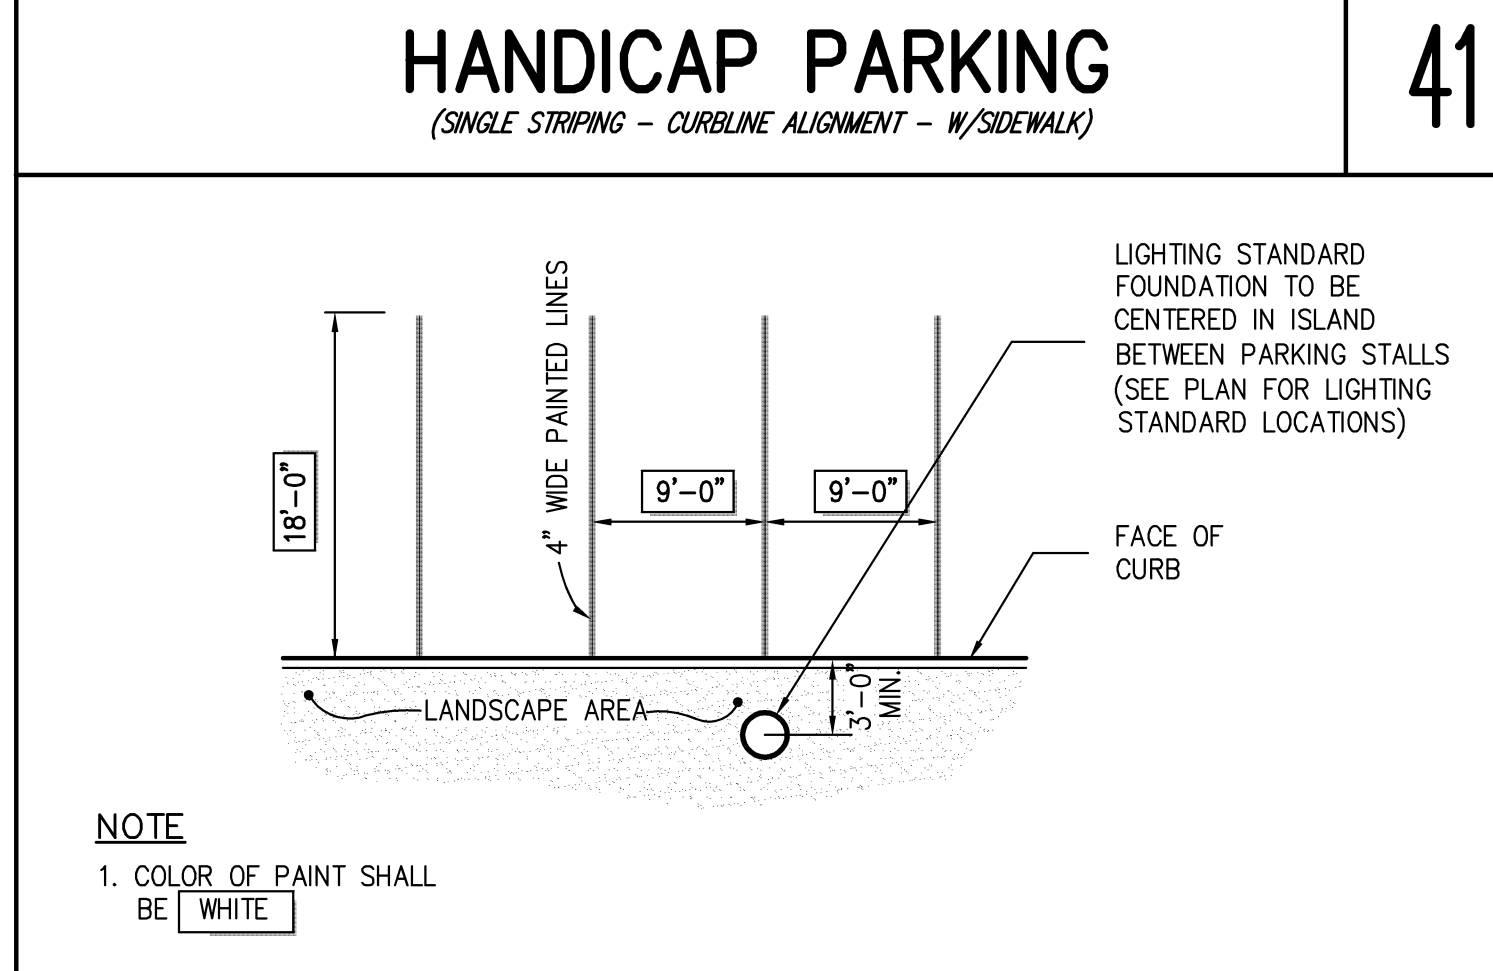 HANDICAP PARKING
(SINGLE STRIPING – CURBLINE ALIGNMENT – W/SIDEWALK)
41
LIGHTING STANDARD
FOUNDATION TO BE
CENTERED IN ISLAND
BETWEEN PARKING STALLS
(SEE PLAN FOR LIGHTING
STANDARD LOCATIONS)
4" WIDE PAINTED LINES
18'-0"
9'-0"
9'-0"
FACE OF
CURB
LANDSCAPE AREA
3'-0"
MIN.
NOTE
1. COLOR OF PAINT SHALL
BE WHITE